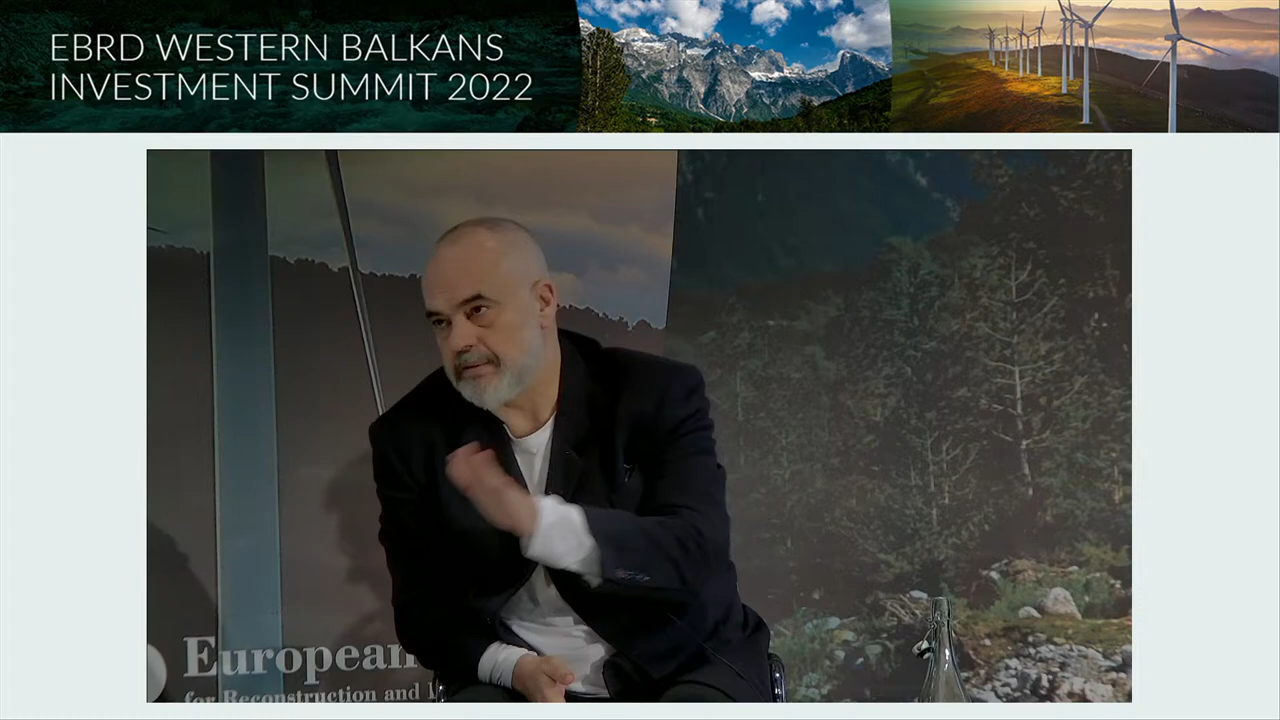 EBRD WESTERN BALKANS
INVESTMENT SUMMIT 2022
European
for Reconstruction and